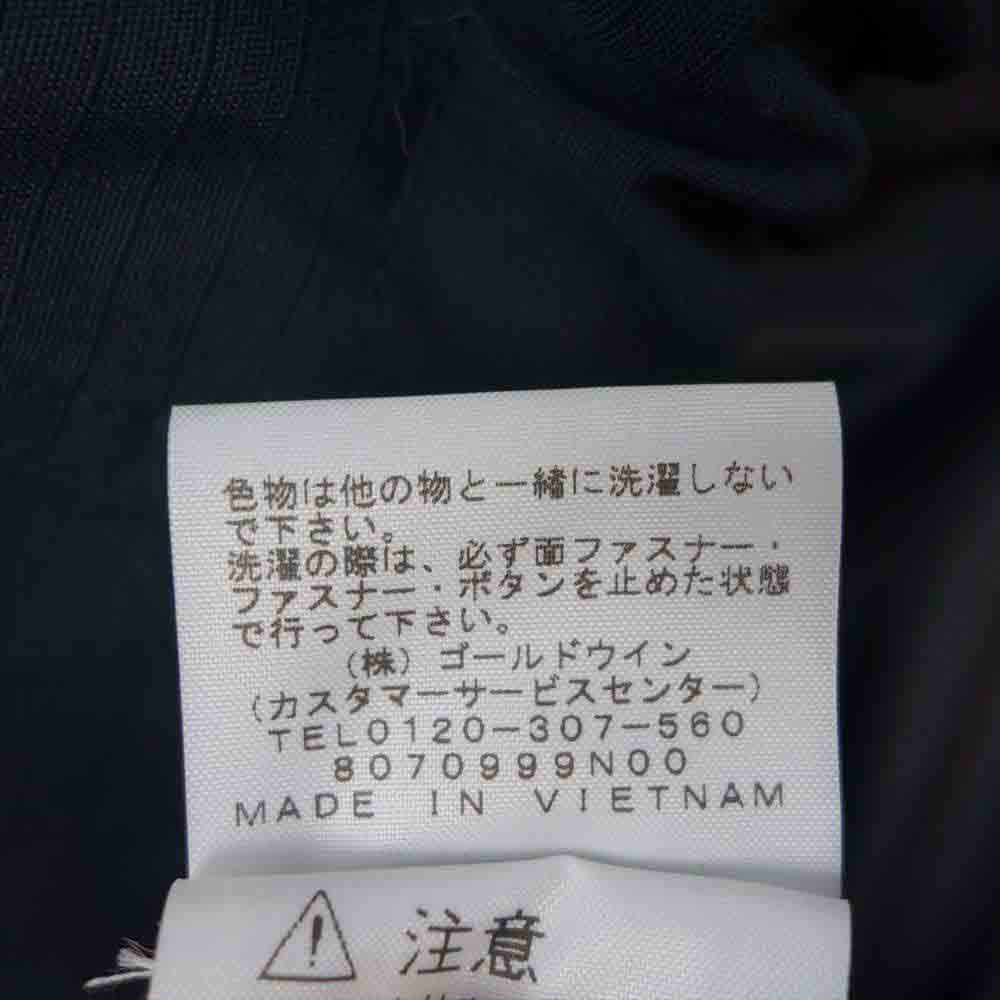 色物は他の物と一緒に洗濯しない
で下さい。
洗濯の際は、必ず面ファスナー・
ファスナー・ボタンを止めた状態
で行って下さい。
(株) ゴールドウイン
(カスタマーサービスセンター)
TEL0120-307-560
8070999N00
MADE IN VIETNAM
注意